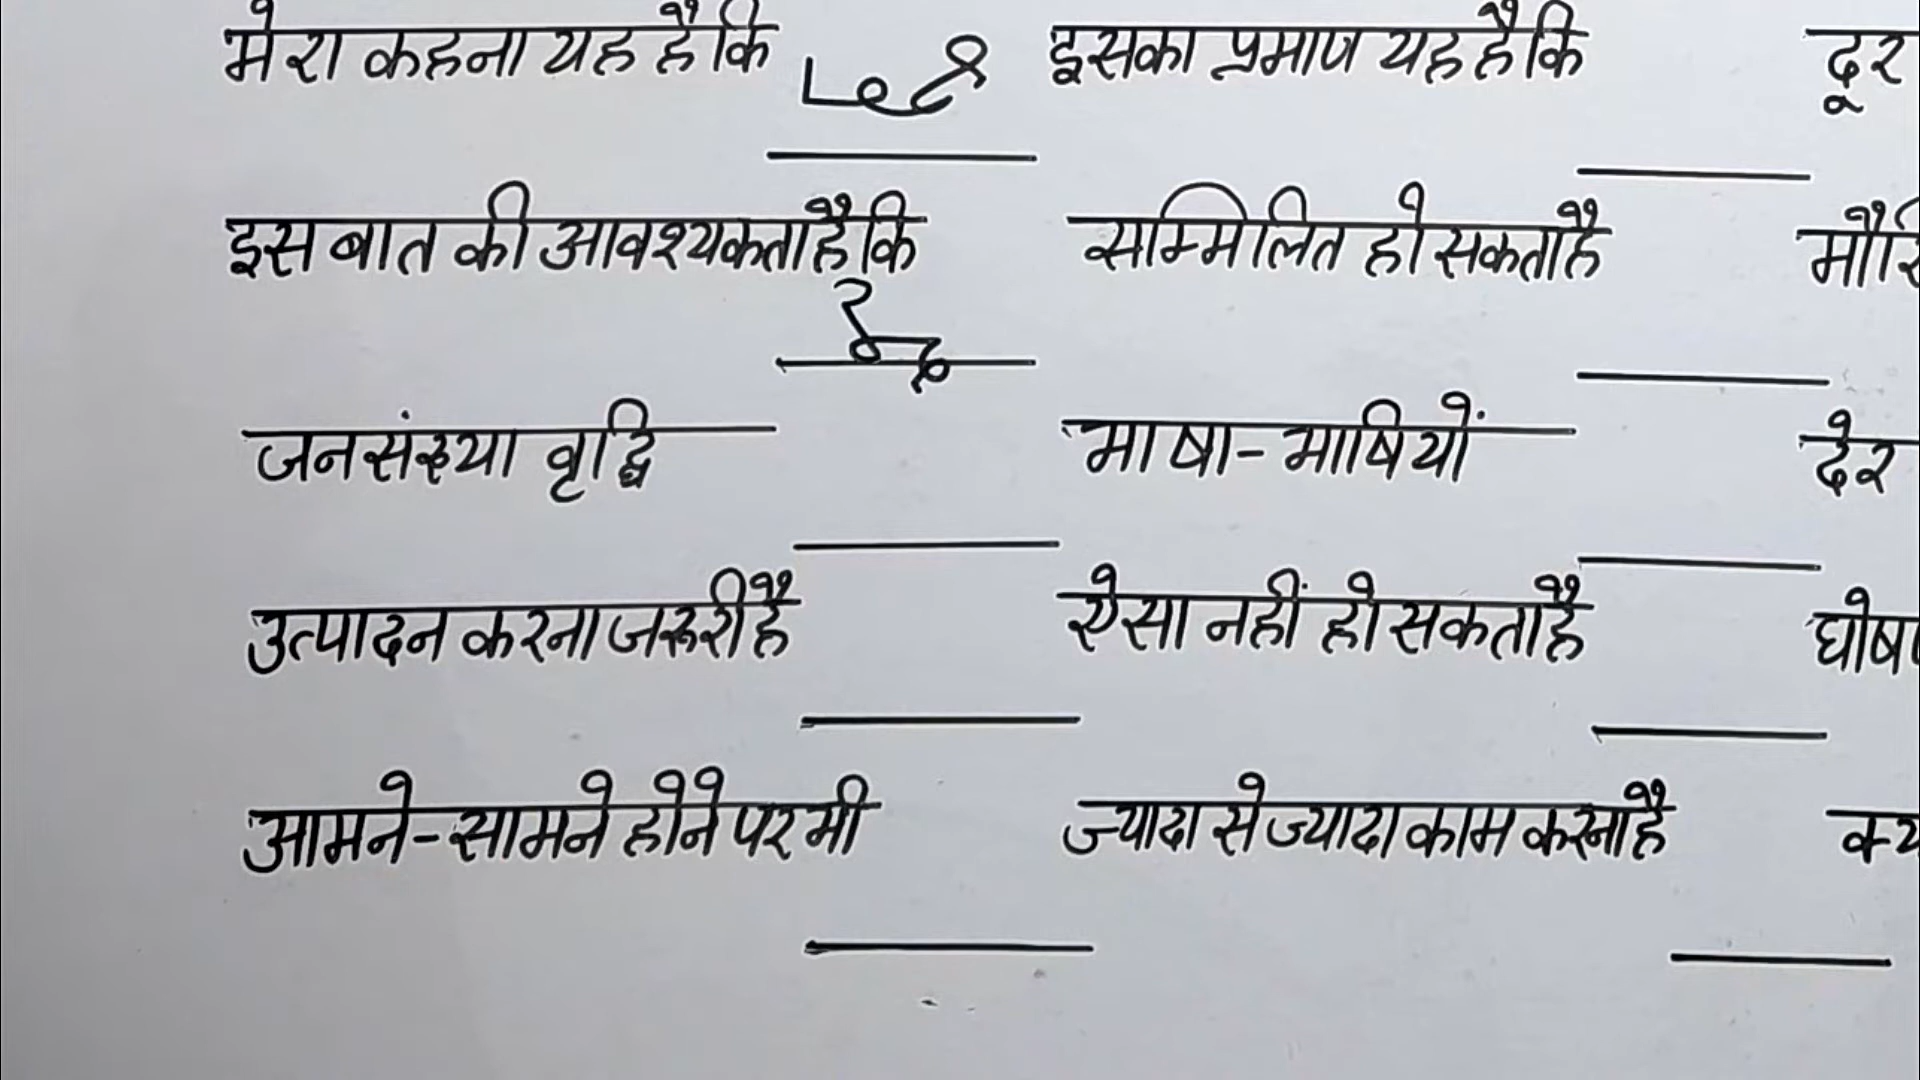 मेरा कहना यह है कि इसका प्रमाण यह है कि दूर
इस बात की आवश्यकता है कि सम्मिलित हो सकता है
जनसंख्या वृद्धि भाषा-भाषियों देर
उत्पादन करना जरूरी है ऐसा नहीं हो सकता है
आमने-सामने होने पर भी ज्यादा से ज्यादा काम करना है